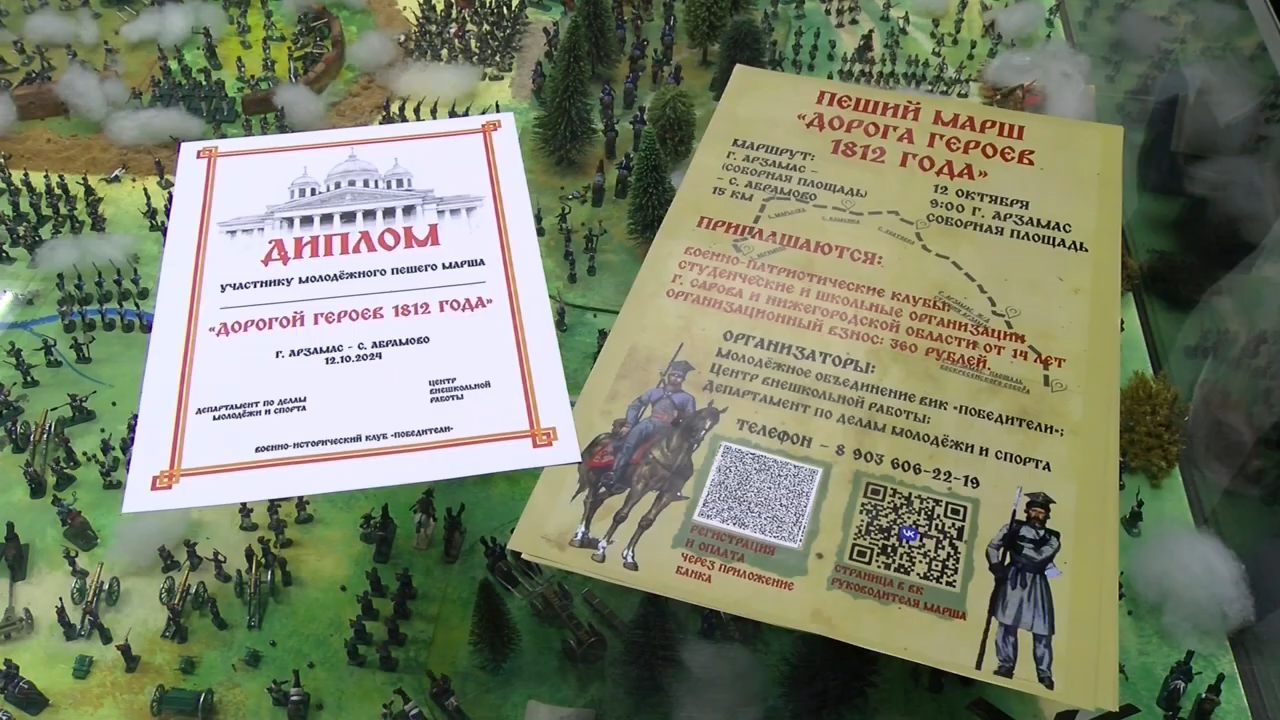 ДИПЛОМ
УЧАСТНИКУ МОЛОДЁЖНОГО ПЕШЕГО МАРША
«ДОРОГОЙ ГЕРОЕВ 1812 ГОДА»
Г. АРЗАМАС - С. АБРАМОВО
12.10.2024
ДЕПАРТАМЕНТ ПО ДЕЛАМ
МОЛОДЁЖИ И СПОРТА
ЦЕНТР
ВНЕШКОЛЬНОЙ
РАБОТЫ
ВОЕННО-ИСТОРИЧЕСКИЙ КЛУБ «ПОБЕДИТЕЛИ»
ПЕШИЙ МАРШ
«ДОРОГА ГЕРОЕВ
1812 ГОДА»
МАРШРУТ:
Г. АРЗАМАС -
(СОБОРНАЯ ПЛОЩАДЬ)
- С. АБРАМОВО
15 КМ
12 ОКТЯБРЯ
9:00 Г. АРЗАМАС
СОБОРНАЯ ПЛОЩАДЬ
ПРИГЛАШАЮТСЯ:
ВОЕННО-ПАТРИОТИЧЕСКИЕ КЛУБЫ,
СТУДЕНЧЕСКИЕ И ШКОЛЬНЫЕ ОРГАНИЗАЦИИ
Г. САРОВА И НИЖЕГОРОДСКОЙ ОБЛАСТИ ОТ 14 ЛЕТ
ОРГАНИЗАЦИОННЫЙ ВЗНОС: 360 РУБЛЕЙ.
ОРГАНИЗАТОРЫ:
МОЛОДЁЖНОЕ ОБЪЕДИНЕНИЕ ВИК «ПОБЕДИТЕЛИ»;
ЦЕНТР ВНЕШКОЛЬНОЙ РАБОТЫ;
ДЕПАРТАМЕНТ ПО ДЕЛАМ МОЛОДЁЖИ И СПОРТА
ТЕЛЕФОН - 8 903 606-22-19
РЕГИСТРАЦИЯ
И ОПЛАТА
ЧЕРЕЗ ПРИЛОЖЕНИЕ
БАНКА
СТРАНИЦА В ВК
РУКОВОДИТЕЛЯ МАРША